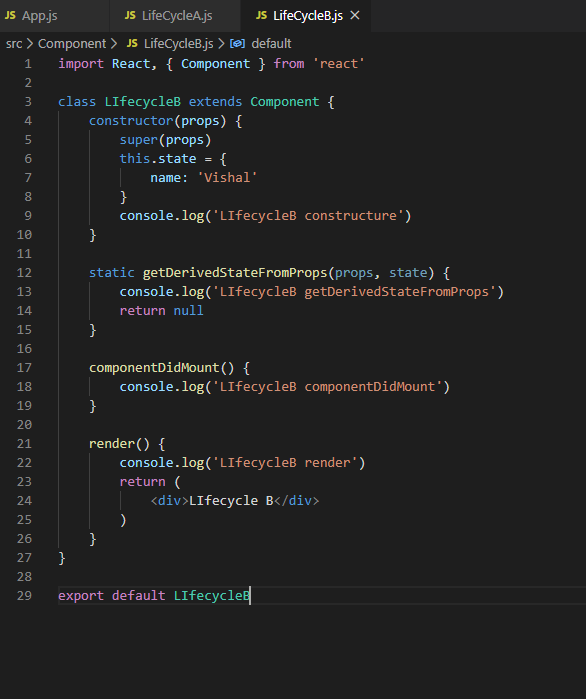 JS App.js JS LifeCycleA.js JS LifeCycleB.js ×
src > Component > JS LifeCycleB.js > default
1 import React, { Component } from 'react'
2
3 class LIfecycleB extends Component {
4     constructor(props) {
5         super(props)
6         this.state = {
7             name: 'Vishal'
8         }
9         console.log('LIfecycleB constructure')
10     }
11
12     static getDerivedStateFromProps(props, state) {
13         console.log('LIfecycleB getDerivedStateFromProps')
14         return null
15     }
16
17     componentDidMount() {
18         console.log('LIfecycleB componentDidMount')
19     }
20
21     render() {
22         console.log('LIfecycleB render')
23         return (
24             <div>LIfecycle B</div>
25         )
26     }
27 }
28
29 export default LIfecycleB